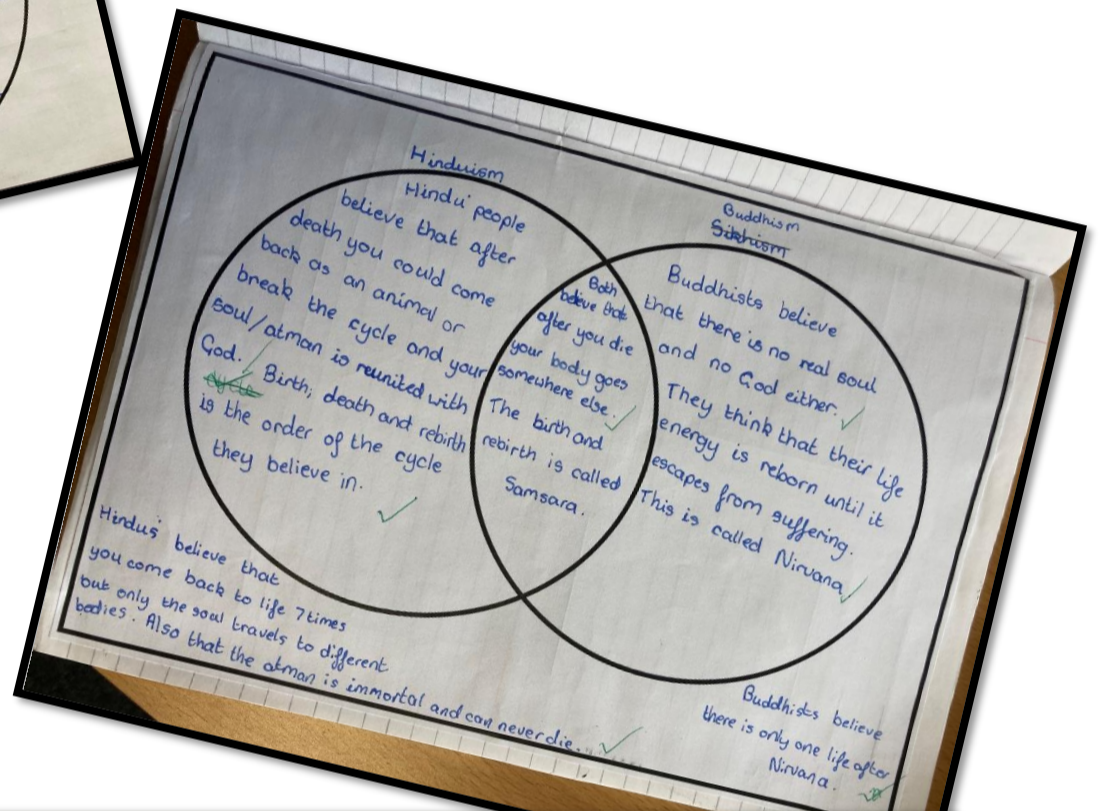 Hinduism
Hindu' people
believe that after
death you could come
back as an animal or
break the cycle and your
soul/atman is reunited with
God.
cycle Birth, death and rebirth
is the order of the cycle
they believe in.
Hindus' believe that
you come back to life 7 times
but only the soul travels to different
bodies. Also that the atman is immortal and can never die.
Both
believe that
after you die
your body goes
somewhere else.
The birth and
rebirth is called
Samsara.
Buddhism
Sikhism
Buddhists believe
that there is no real soul
and no God either.
They think that their life
energy is reborn until it
escapes from suffering.
This is called Nirvana
Buddhists believe
there is only one life after
Nirvana.